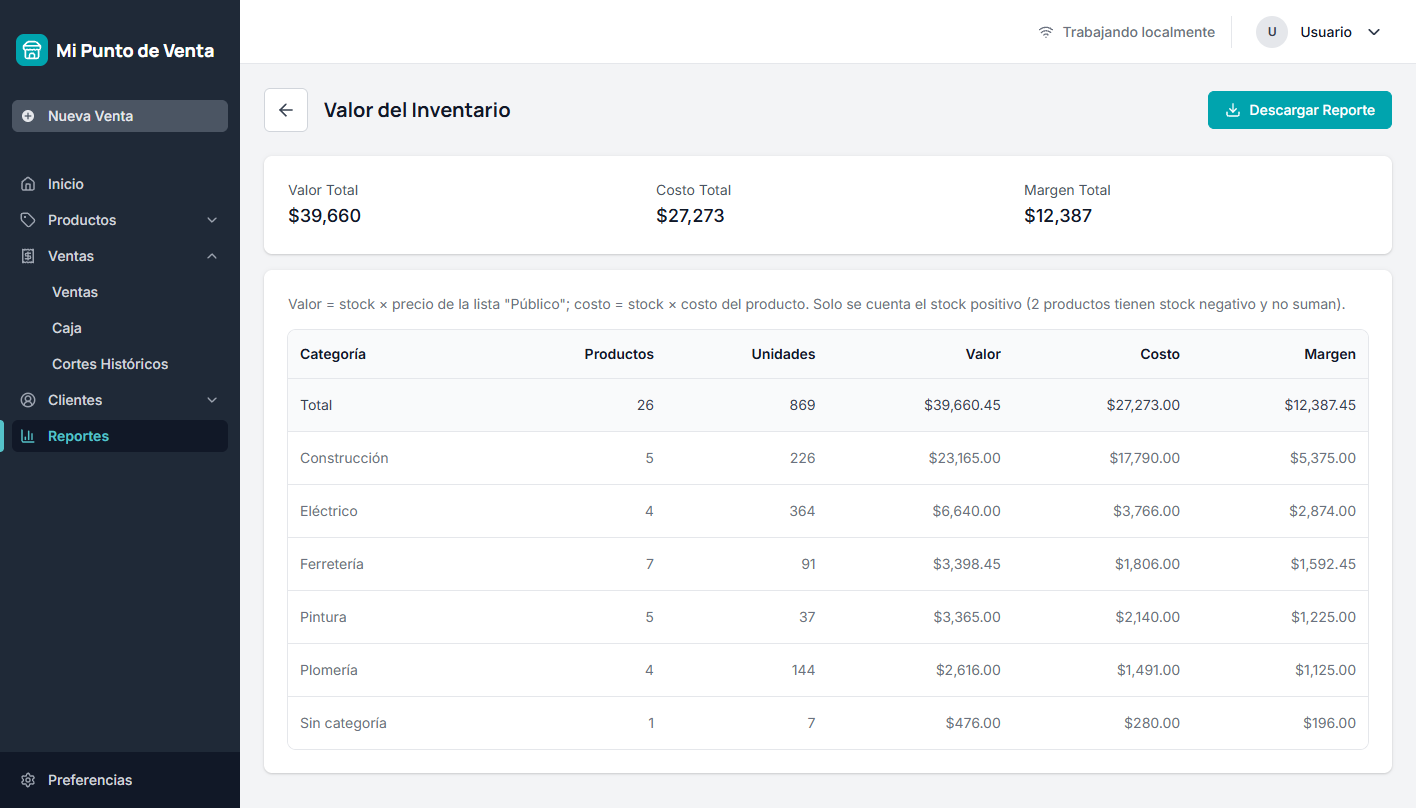 Mi Punto de Venta
Trabajando localmente
U
Usuario
Nueva Venta
Inicio
Productos
Ventas
Ventas
Caja
Cortes Históricos
Clientes
Reportes
Preferencias
Valor del Inventario
Descargar Reporte
Valor Total
$39,660
Costo Total
$27,273
Margen Total
$12,387
Valor = stock × precio de la lista "Público"; costo = stock × costo del producto. Solo se cuenta el stock positivo (2 productos tienen stock negativo y no suman).
Categoría Productos Unidades Valor Costo Margen
Total 26 869 $39,660.45 $27,273.00 $12,387.45
Construcción 5 226 $23,165.00 $17,790.00 $5,375.00
Eléctrico 4 364 $6,640.00 $3,766.00 $2,874.00
Ferretería 7 91 $3,398.45 $1,806.00 $1,592.45
Pintura 5 37 $3,365.00 $2,140.00 $1,225.00
Plomería 4 144 $2,616.00 $1,491.00 $1,125.00
Sin categoría 1 7 $476.00 $280.00 $196.00